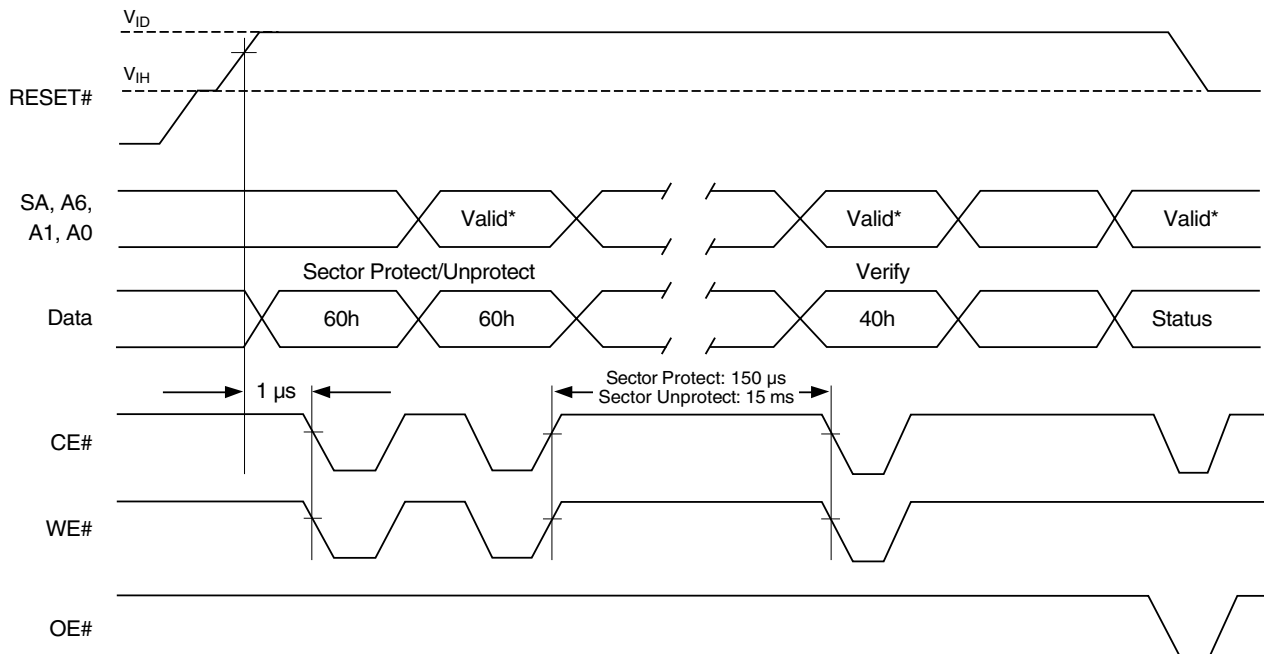 VID
VIH
RESET#
SA, A6,
A1, A0
Valid*
Valid*
Valid*
Sector Protect/Unprotect
Verify
Data
60h
60h
40h
Status
1 µs
Sector Protect: 150 µs
Sector Unprotect: 15 ms
CE#
WE#
OE#